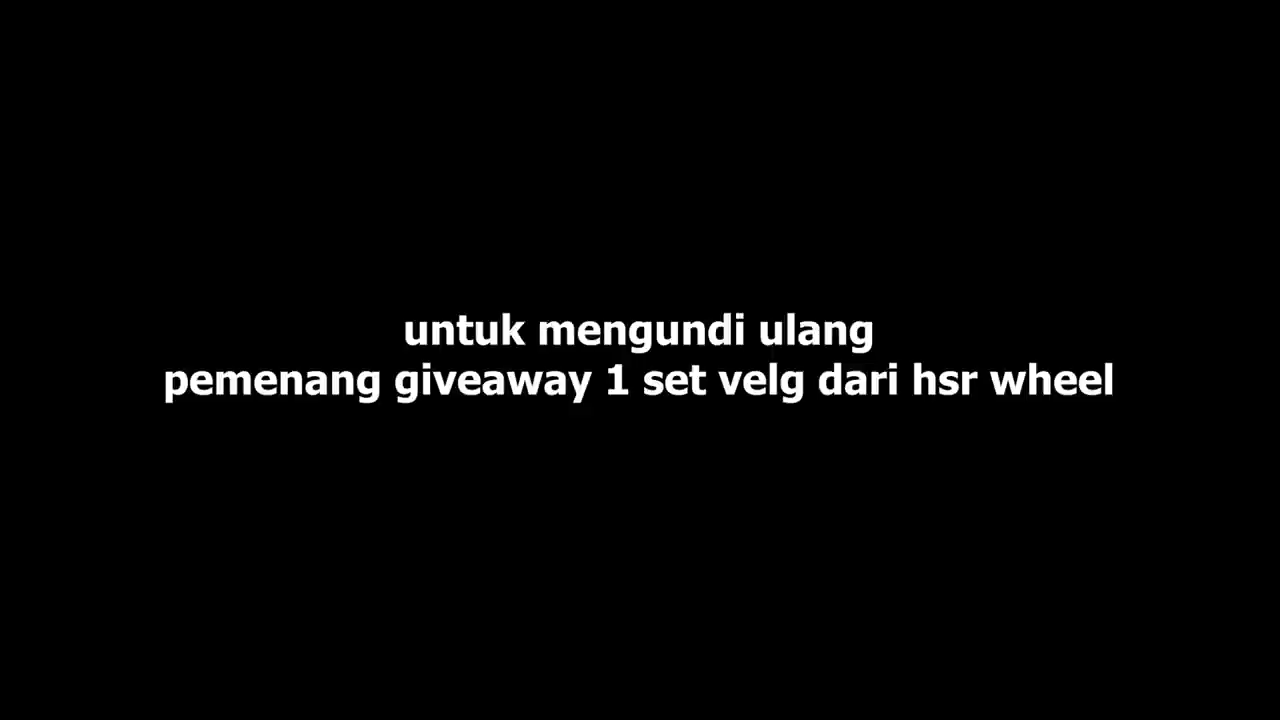 untuk mengundi ulang
pemenang giveaway 1 set velg dari hsr wheel